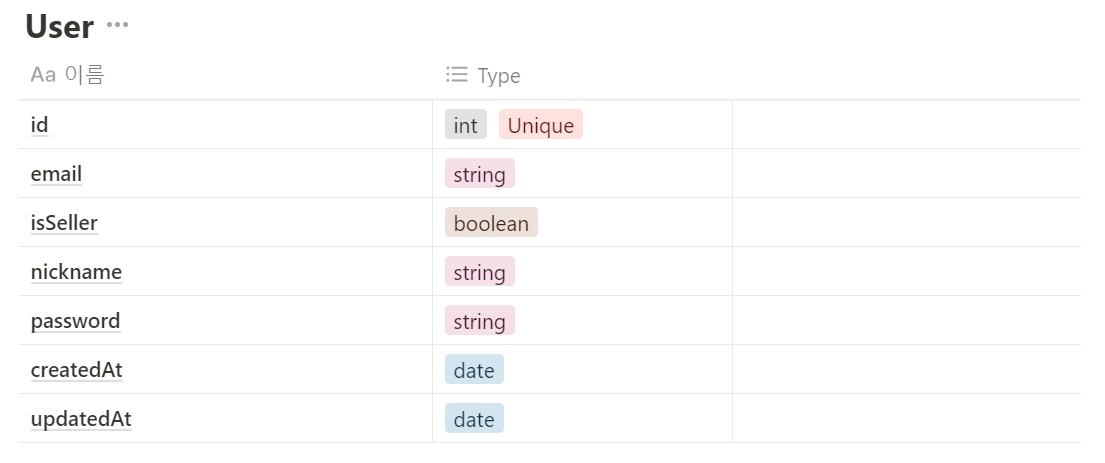 User ...
Aa 이름 Type
id int Unique
email string
isSeller boolean
nickname string
password string
createdAt date
updatedAt date